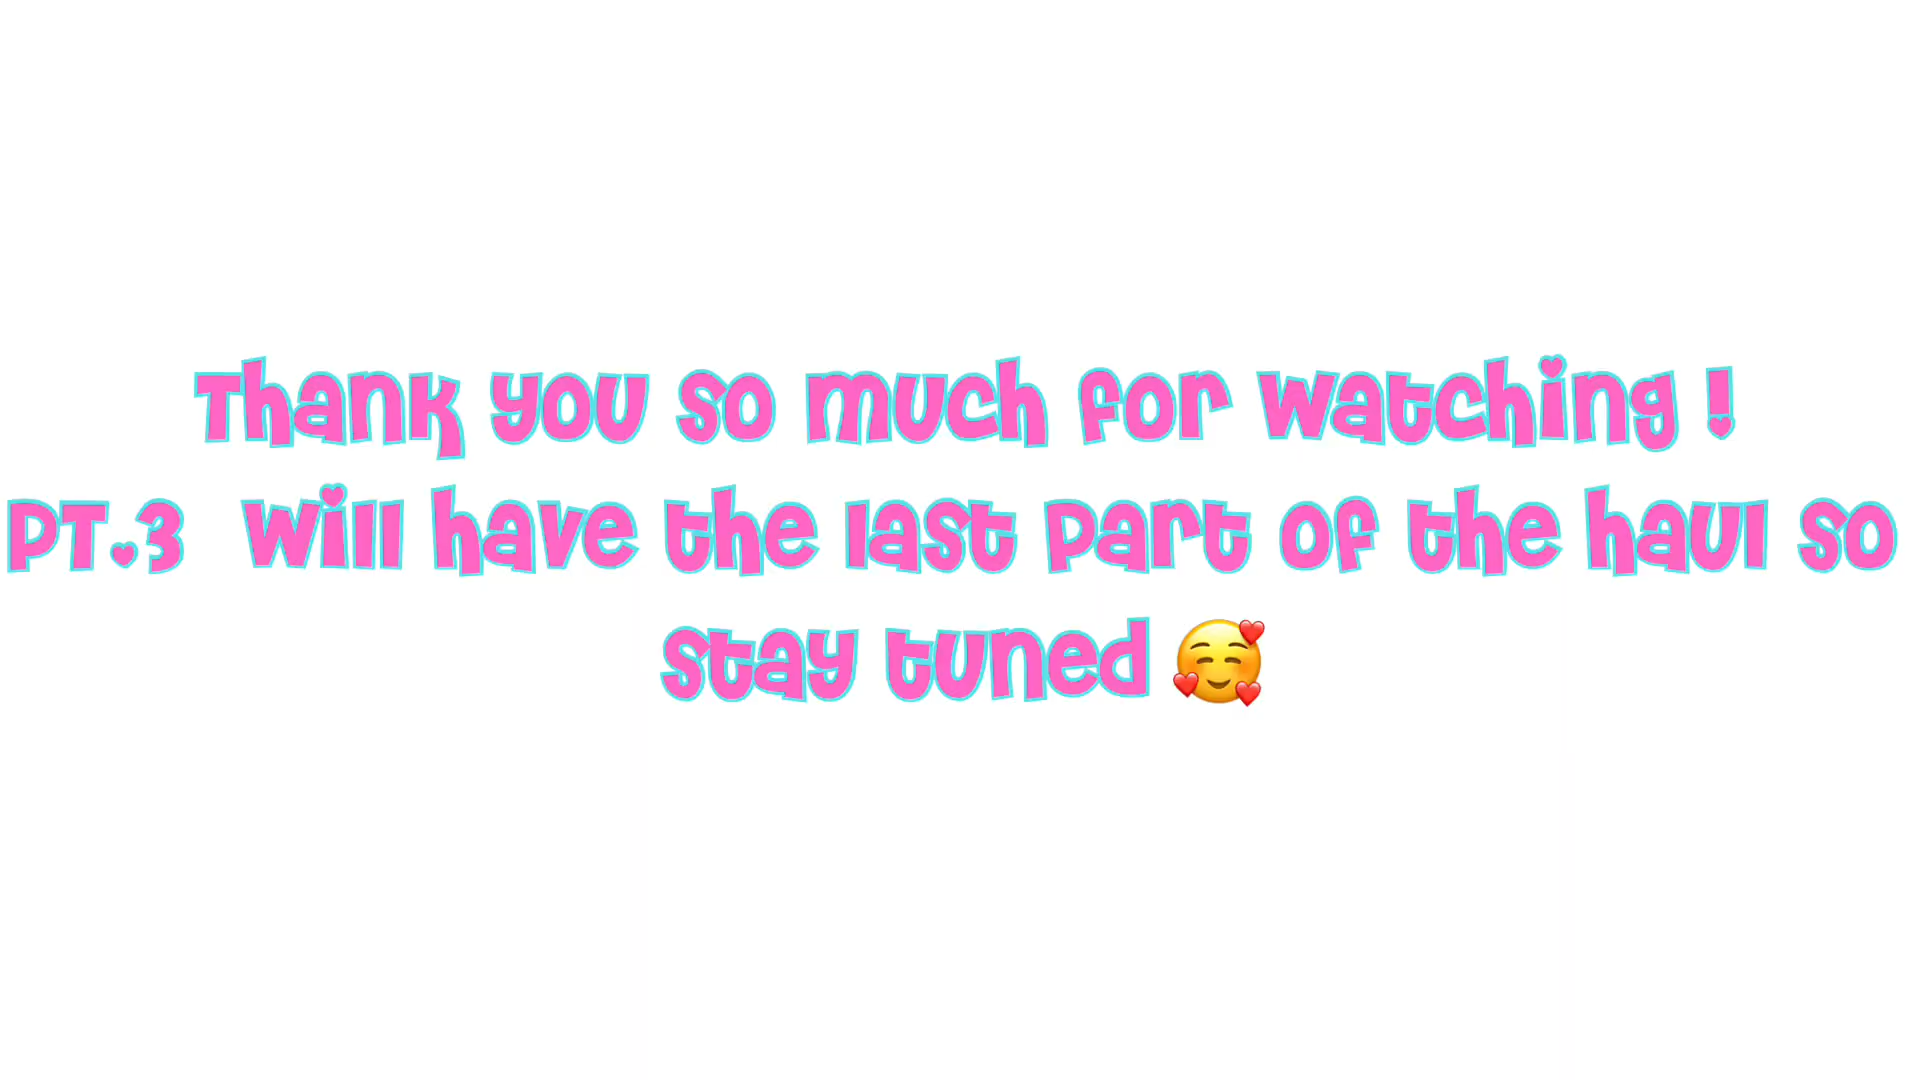 Thank you so much for watching !
PT.3 Will have the last part of the haul so
stay tuned 🥰